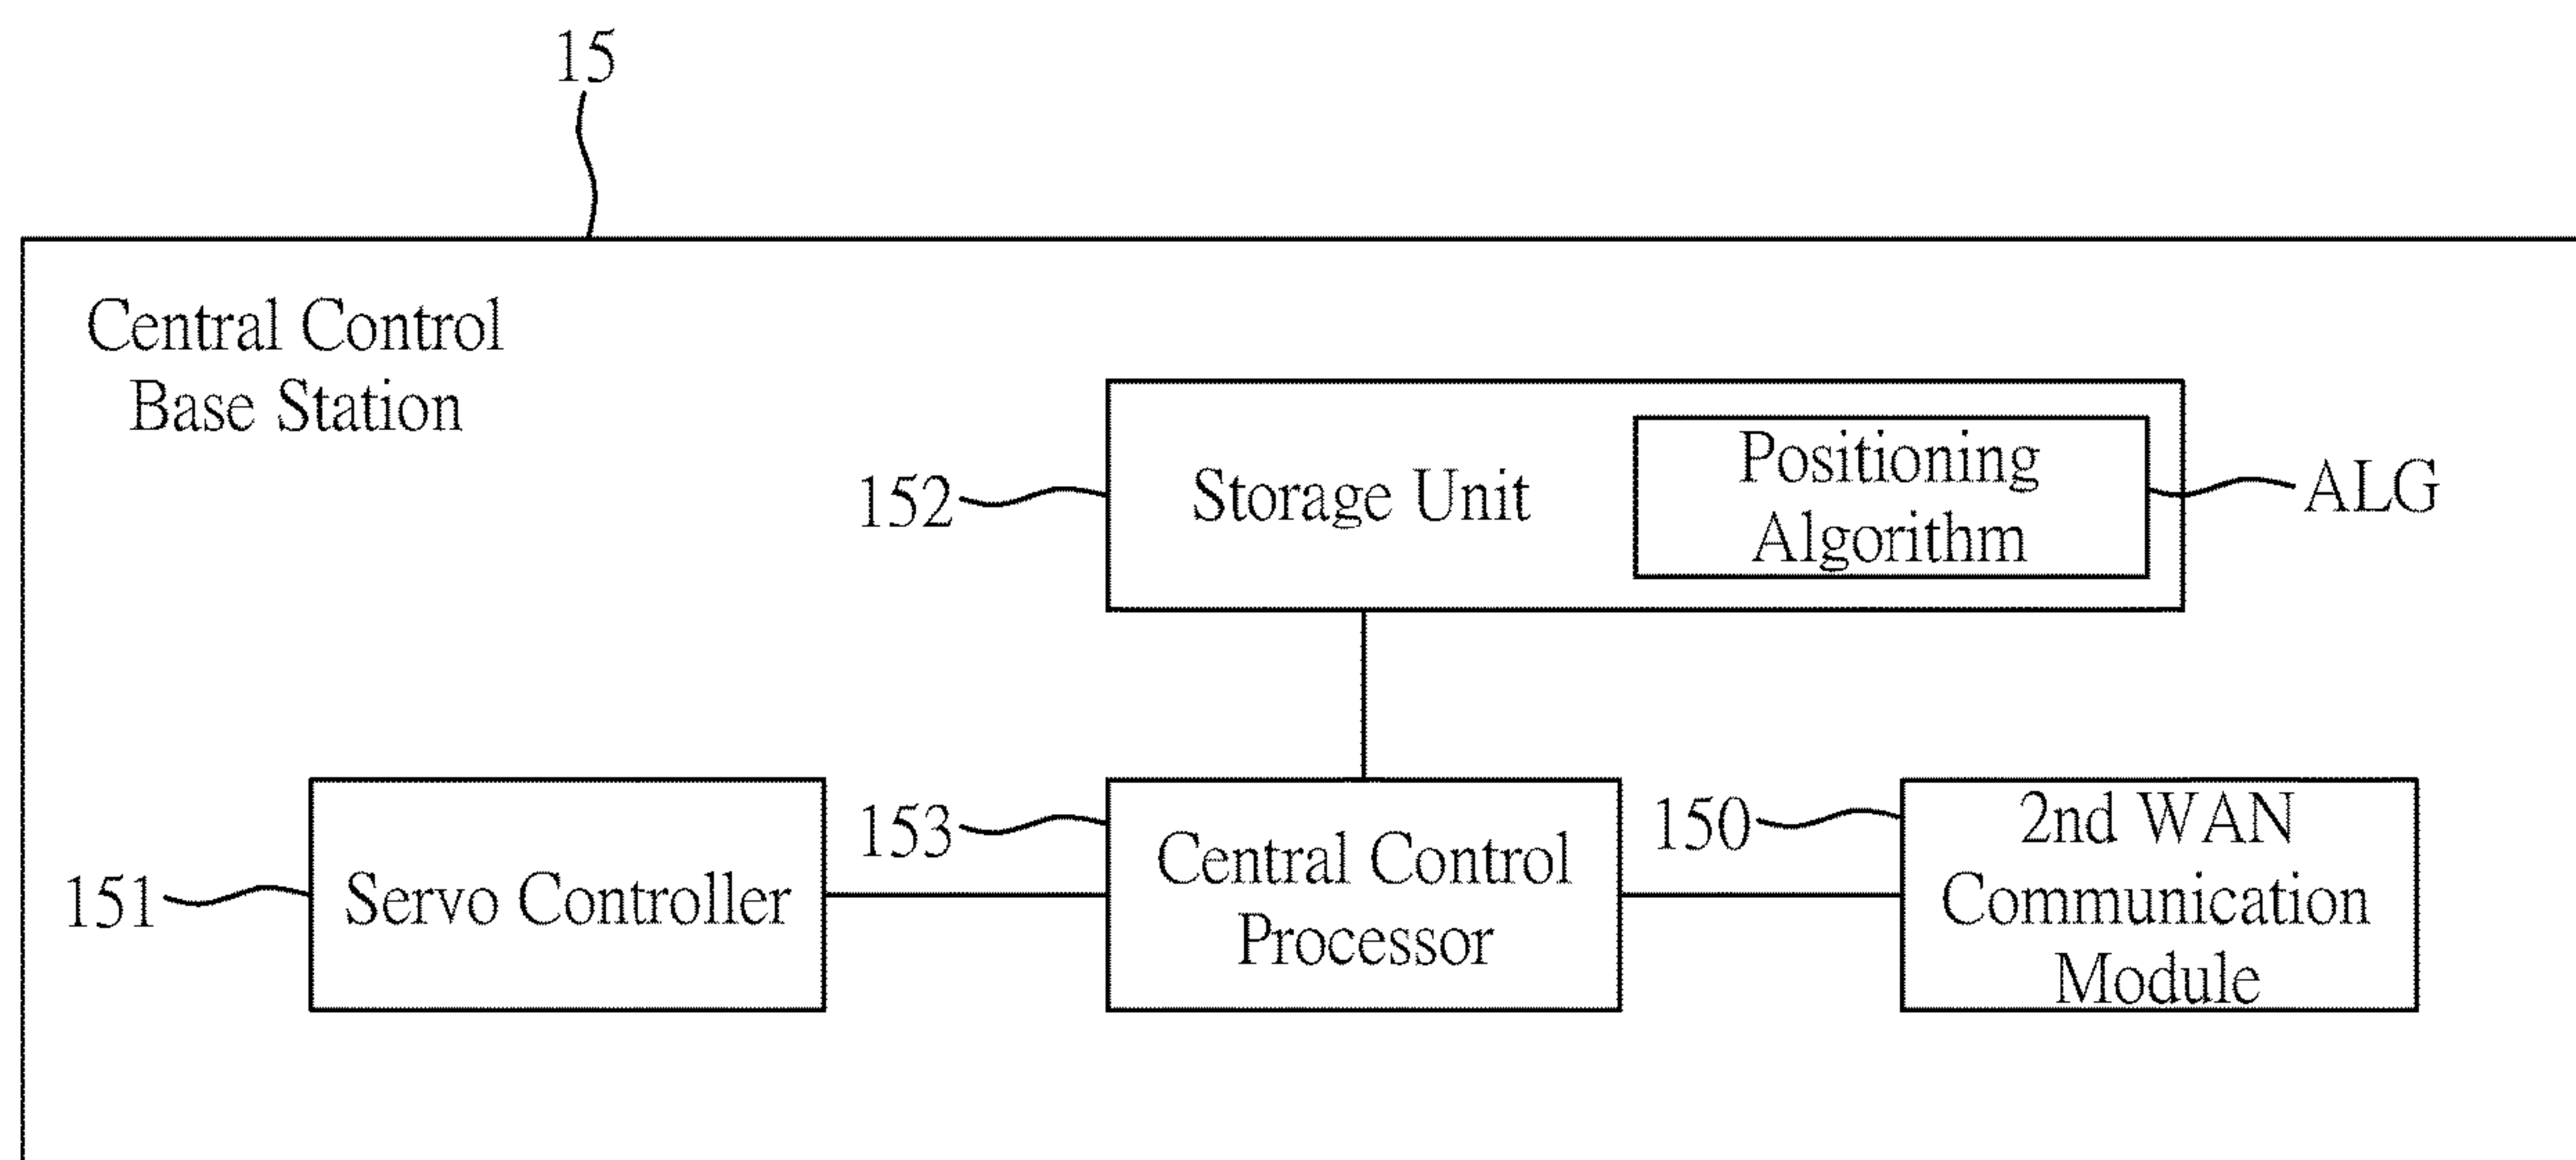 15
Central Control
Base Station
152
Storage Unit
Positioning
Algorithm
ALG
151
Servo Controller
153
Central Control
Processor
150
2nd WAN
Communication
Module